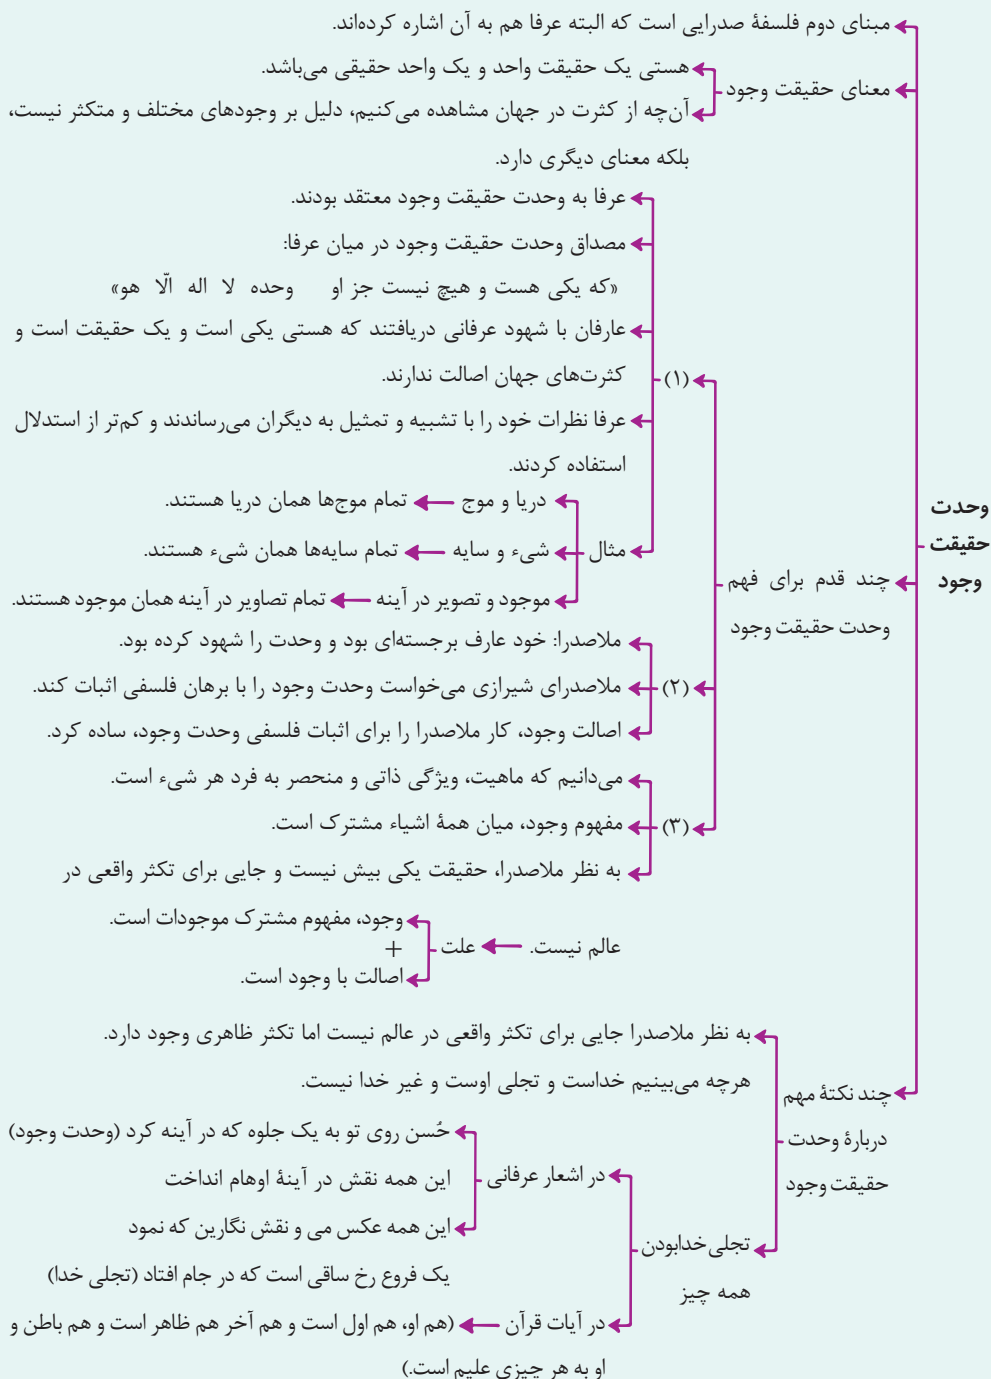 وحدت
حقیقت
وجود
مبنای دوم فلسفهٔ صدرایی است که البته عرفا هم به آن اشاره کرده‌اند.
معنای حقیقت وجود
هستی یک حقیقت واحد و یک واحد حقیقی می‌باشد.
آن‌چه از کثرت در جهان مشاهده می‌کنیم، دلیل بر وجودهای مختلف و متکثر نیست،
بلکه معنای دیگری دارد.
چند قدم برای فهم
وحدت حقیقت وجود
(۱)
عرفا به وحدت حقیقت وجود معتقد بودند.
مصداق وحدت حقیقت وجود در میان عرفا:
«که یکی هست و هیچ نیست جز او وحده لا اله الّا هو»
عارفان با شهود عرفانی دریافتند که هستی یکی است و یک حقیقت است و
کثرت‌های جهان اصالت ندارند.
عرفا نظرات خود را با تشبیه و تمثیل به دیگران می‌رساندند و کم‌تر از استدلال
استفاده کردند.
مثال
دریا و موج تمام موج‌ها همان دریا هستند.
شیء و سایه تمام سایه‌ها همان شیء هستند.
موجود و تصویر در آینه تمام تصاویر در آینه همان موجود هستند.
(۲)
ملاصدرا: خود عارف برجسته‌ای بود و وحدت را شهود کرده بود.
ملاصدرای شیرازی می‌خواست وحدت وجود را با برهان فلسفی اثبات کند.
اصالت وجود، کار ملاصدرا را برای اثبات فلسفی وحدت وجود، ساده کرد.
(۳)
می‌دانیم که ماهیت، ویژگی ذاتی و منحصر به فرد هر شیء است.
مفهوم وجود، میان همهٔ اشیاء مشترک است.
به نظر ملاصدرا، حقیقت یکی بیش نیست و جایی برای تکثر واقعی در
عالم نیست. علت
وجود، مفهوم مشترک موجودات است.
+
اصالت با وجود است.
چند نکتهٔ مهم
دربارهٔ وحدت
حقیقت وجود
به نظر ملاصدرا جایی برای تکثر واقعی در عالم نیست اما تکثر ظاهری وجود دارد.
هرچه می‌بینیم خداست و تجلی اوست و غیر خدا نیست.
تجلی‌خدابودن
همه چیز
در اشعار عرفانی
حُسن روی تو به یک جلوه که در آینه کرد (وحدت وجود)
این همه نقش در آینهٔ اوهام انداخت
این همه عکس می و نقش نگارین که نمود
یک فروع رخ ساقی است که در جام افتاد (تجلی خدا)
در آیات قرآن (هم او، هم اول است و هم آخر هم ظاهر است و هم باطن و
او به هر چیزی علیم است.)